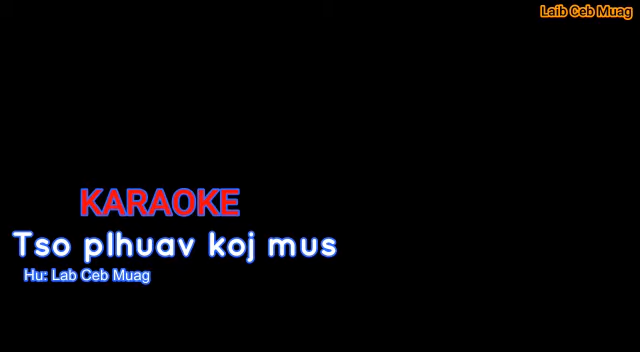 Laib Ceb Muag
KARAOKE
Tso plhuav koj mus
Hu: Lab Ceb Muag